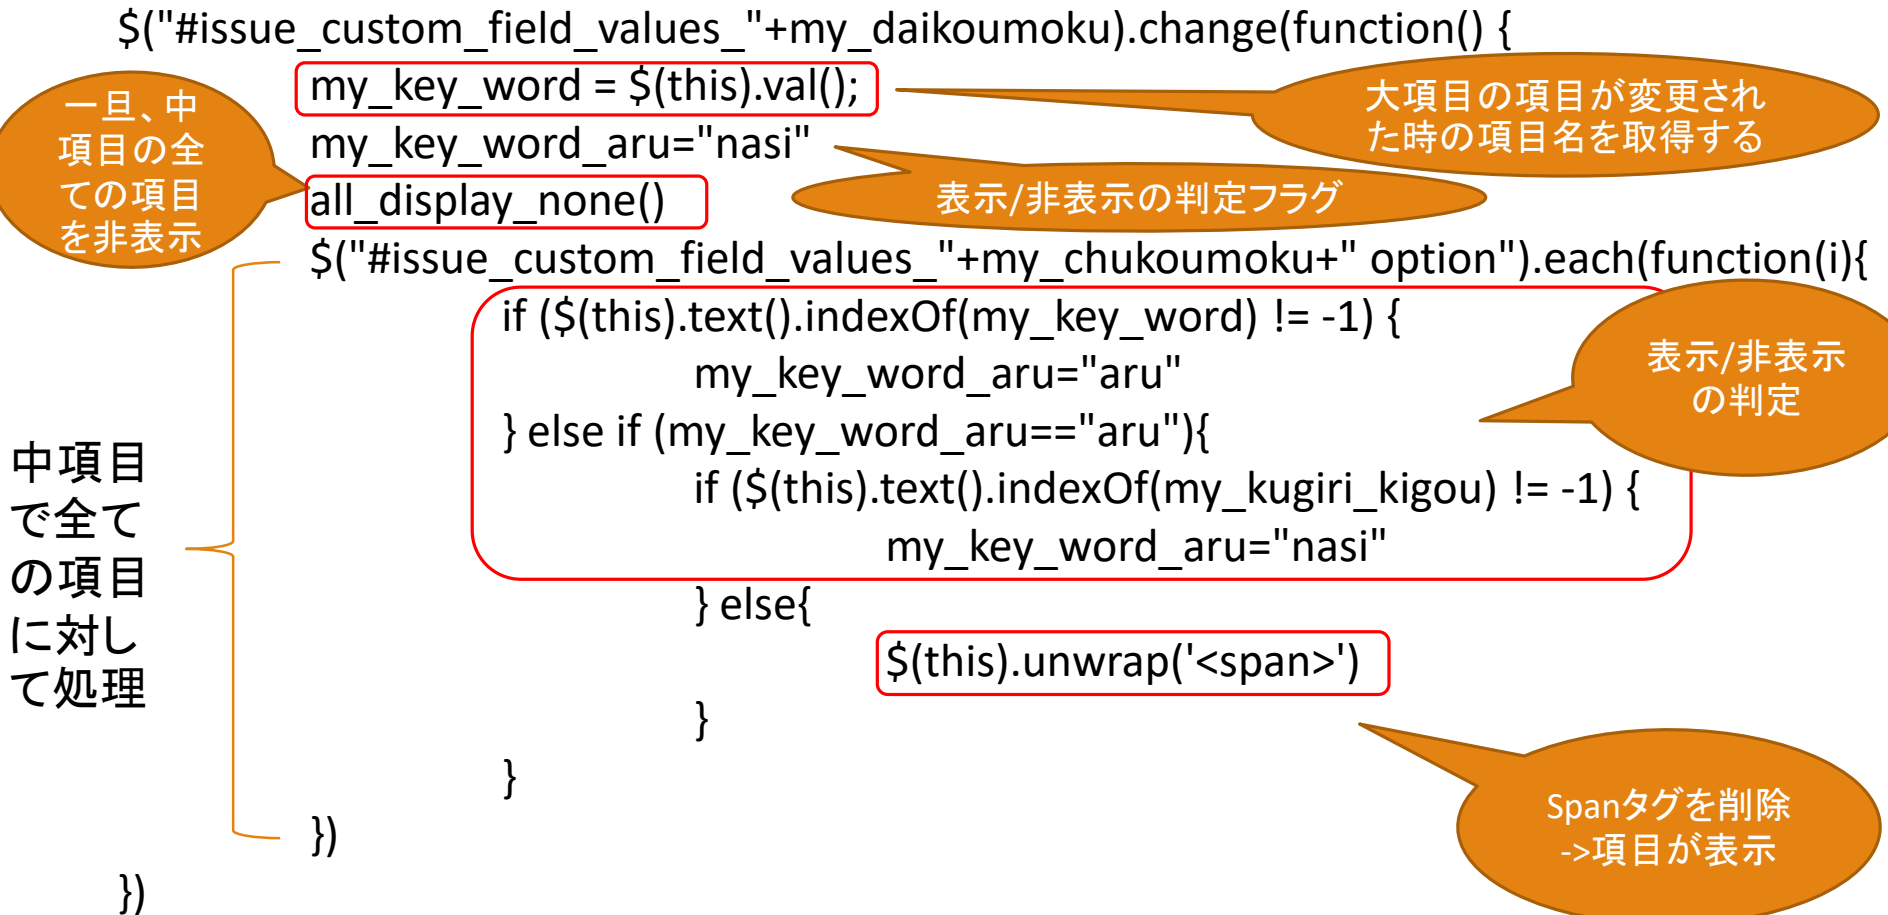 $("#issue_custom_field_values_"+my_daikoumoku).change(function() {
my_key_word = $(this).val();
my_key_word_aru="nasi"
all_display_none()
$("#issue_custom_field_values_"+my_chukoumoku+" option").each(function(i){
if ($(this).text().indexOf(my_key_word) != -1) {
my_key_word_aru="aru"
} else if (my_key_word_aru=="aru"){
if ($(this).text().indexOf(my_kugiri_kigou) != -1) {
my_key_word_aru="nasi"
} else{
$(this).unwrap('<span>')
}
}
})
})
一旦、中
項目の全
ての項目
を非表示
大項目の項目が変更され
た時の項目名を取得する
表示/非表示の判定フラグ
表示/非表示
の判定
中項目
で全て
の項目
に対し
て処理
Spanタグを削除
->項目が表示